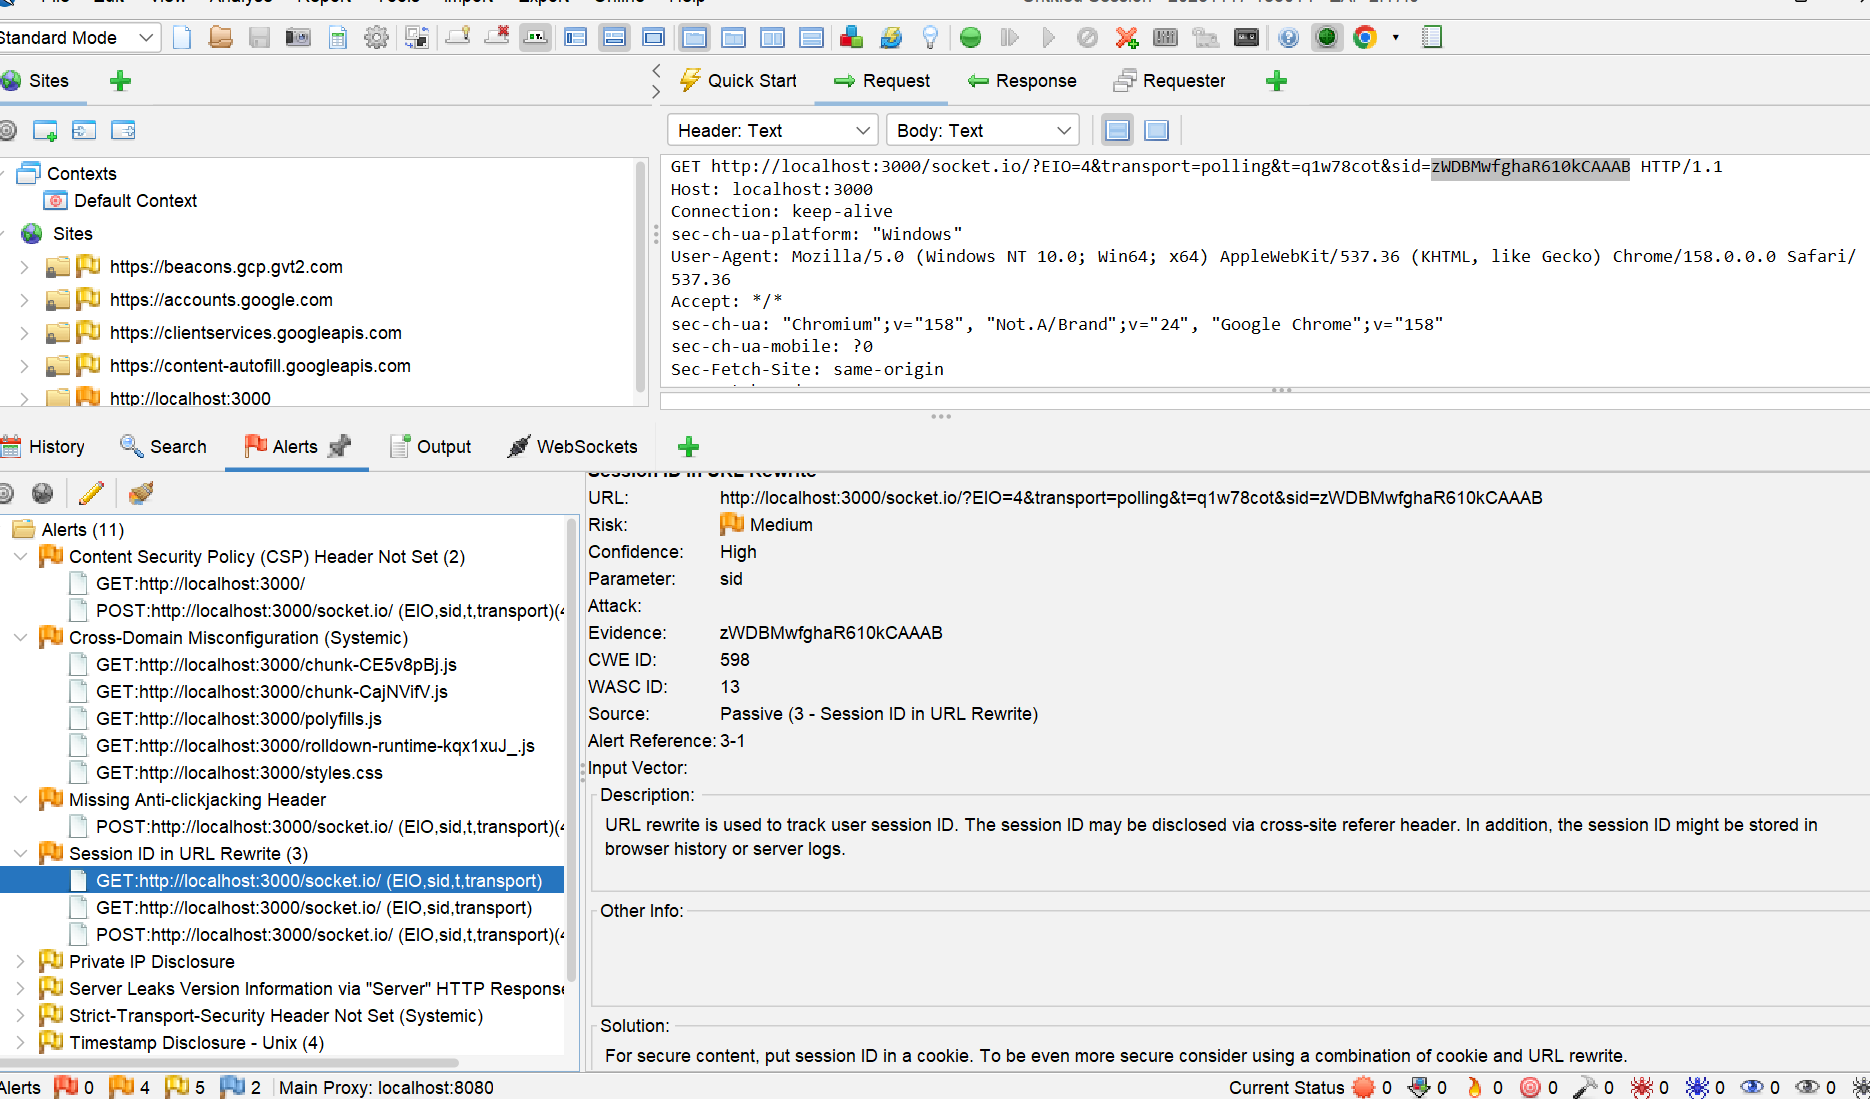 Standard Mode
Sites
Quick Start
Request
Response
Requester
Header: Text
Body: Text
Contexts
Default Context
Sites
https://beacons.gcp.gvt2.com
https://accounts.google.com
https://clientservices.googleapis.com
https://content-autofill.googleapis.com
http://localhost:3000
GET http://localhost:3000/socket.io/?EIO=4&transport=polling&t=q1w78cot&sid=zWDBMwfghaR610kCAAAB HTTP/1.1
Host: localhost:3000
Connection: keep-alive
sec-ch-ua-platform: "Windows"
User-Agent: Mozilla/5.0 (Windows NT 10.0; Win64; x64) AppleWebKit/537.36 (KHTML, like Gecko) Chrome/158.0.0.0 Safari/
537.36
Accept: */*
sec-ch-ua: "Chromium";v="158", "Not.A/Brand";v="24", "Google Chrome";v="158"
sec-ch-ua-mobile: ?0
Sec-Fetch-Site: same-origin
History
Search
Alerts
Output
WebSockets
Alerts (11)
Content Security Policy (CSP) Header Not Set (2)
GET:http://localhost:3000/
POST:http://localhost:3000/socket.io/ (EIO,sid,t,transport)(4
Cross-Domain Misconfiguration (Systemic)
GET:http://localhost:3000/chunk-CE5v8pBj.js
GET:http://localhost:3000/chunk-CajNVifV.js
GET:http://localhost:3000/polyfills.js
GET:http://localhost:3000/rolldown-runtime-kqx1xuJ_.js
GET:http://localhost:3000/styles.css
Missing Anti-clickjacking Header
POST:http://localhost:3000/socket.io/ (EIO,sid,t,transport)(4
Session ID in URL Rewrite (3)
GET:http://localhost:3000/socket.io/ (EIO,sid,t,transport)
GET:http://localhost:3000/socket.io/ (EIO,sid,transport)
POST:http://localhost:3000/socket.io/ (EIO,sid,t,transport)(4
Private IP Disclosure
Server Leaks Version Information via "Server" HTTP Response
Strict-Transport-Security Header Not Set (Systemic)
Timestamp Disclosure - Unix (4)
Session ID in URL Rewrite
URL: http://localhost:3000/socket.io/?EIO=4&transport=polling&t=q1w78cot&sid=zWDBMwfghaR610kCAAAB
Risk: Medium
Confidence: High
Parameter: sid
Attack:
Evidence: zWDBMwfghaR610kCAAAB
CWE ID: 598
WASC ID: 13
Source: Passive (3 - Session ID in URL Rewrite)
Alert Reference: 3-1
Input Vector:
Description:
URL rewrite is used to track user session ID. The session ID may be disclosed via cross-site referer header. In addition, the session ID might be stored in
browser history or server logs.
Other Info:
Solution:
For secure content, put session ID in a cookie. To be even more secure consider using a combination of cookie and URL rewrite.
Alerts 0 4 5 2 Main Proxy: localhost:8080
Current Status 0 0 0 0 0 0 0 0 0